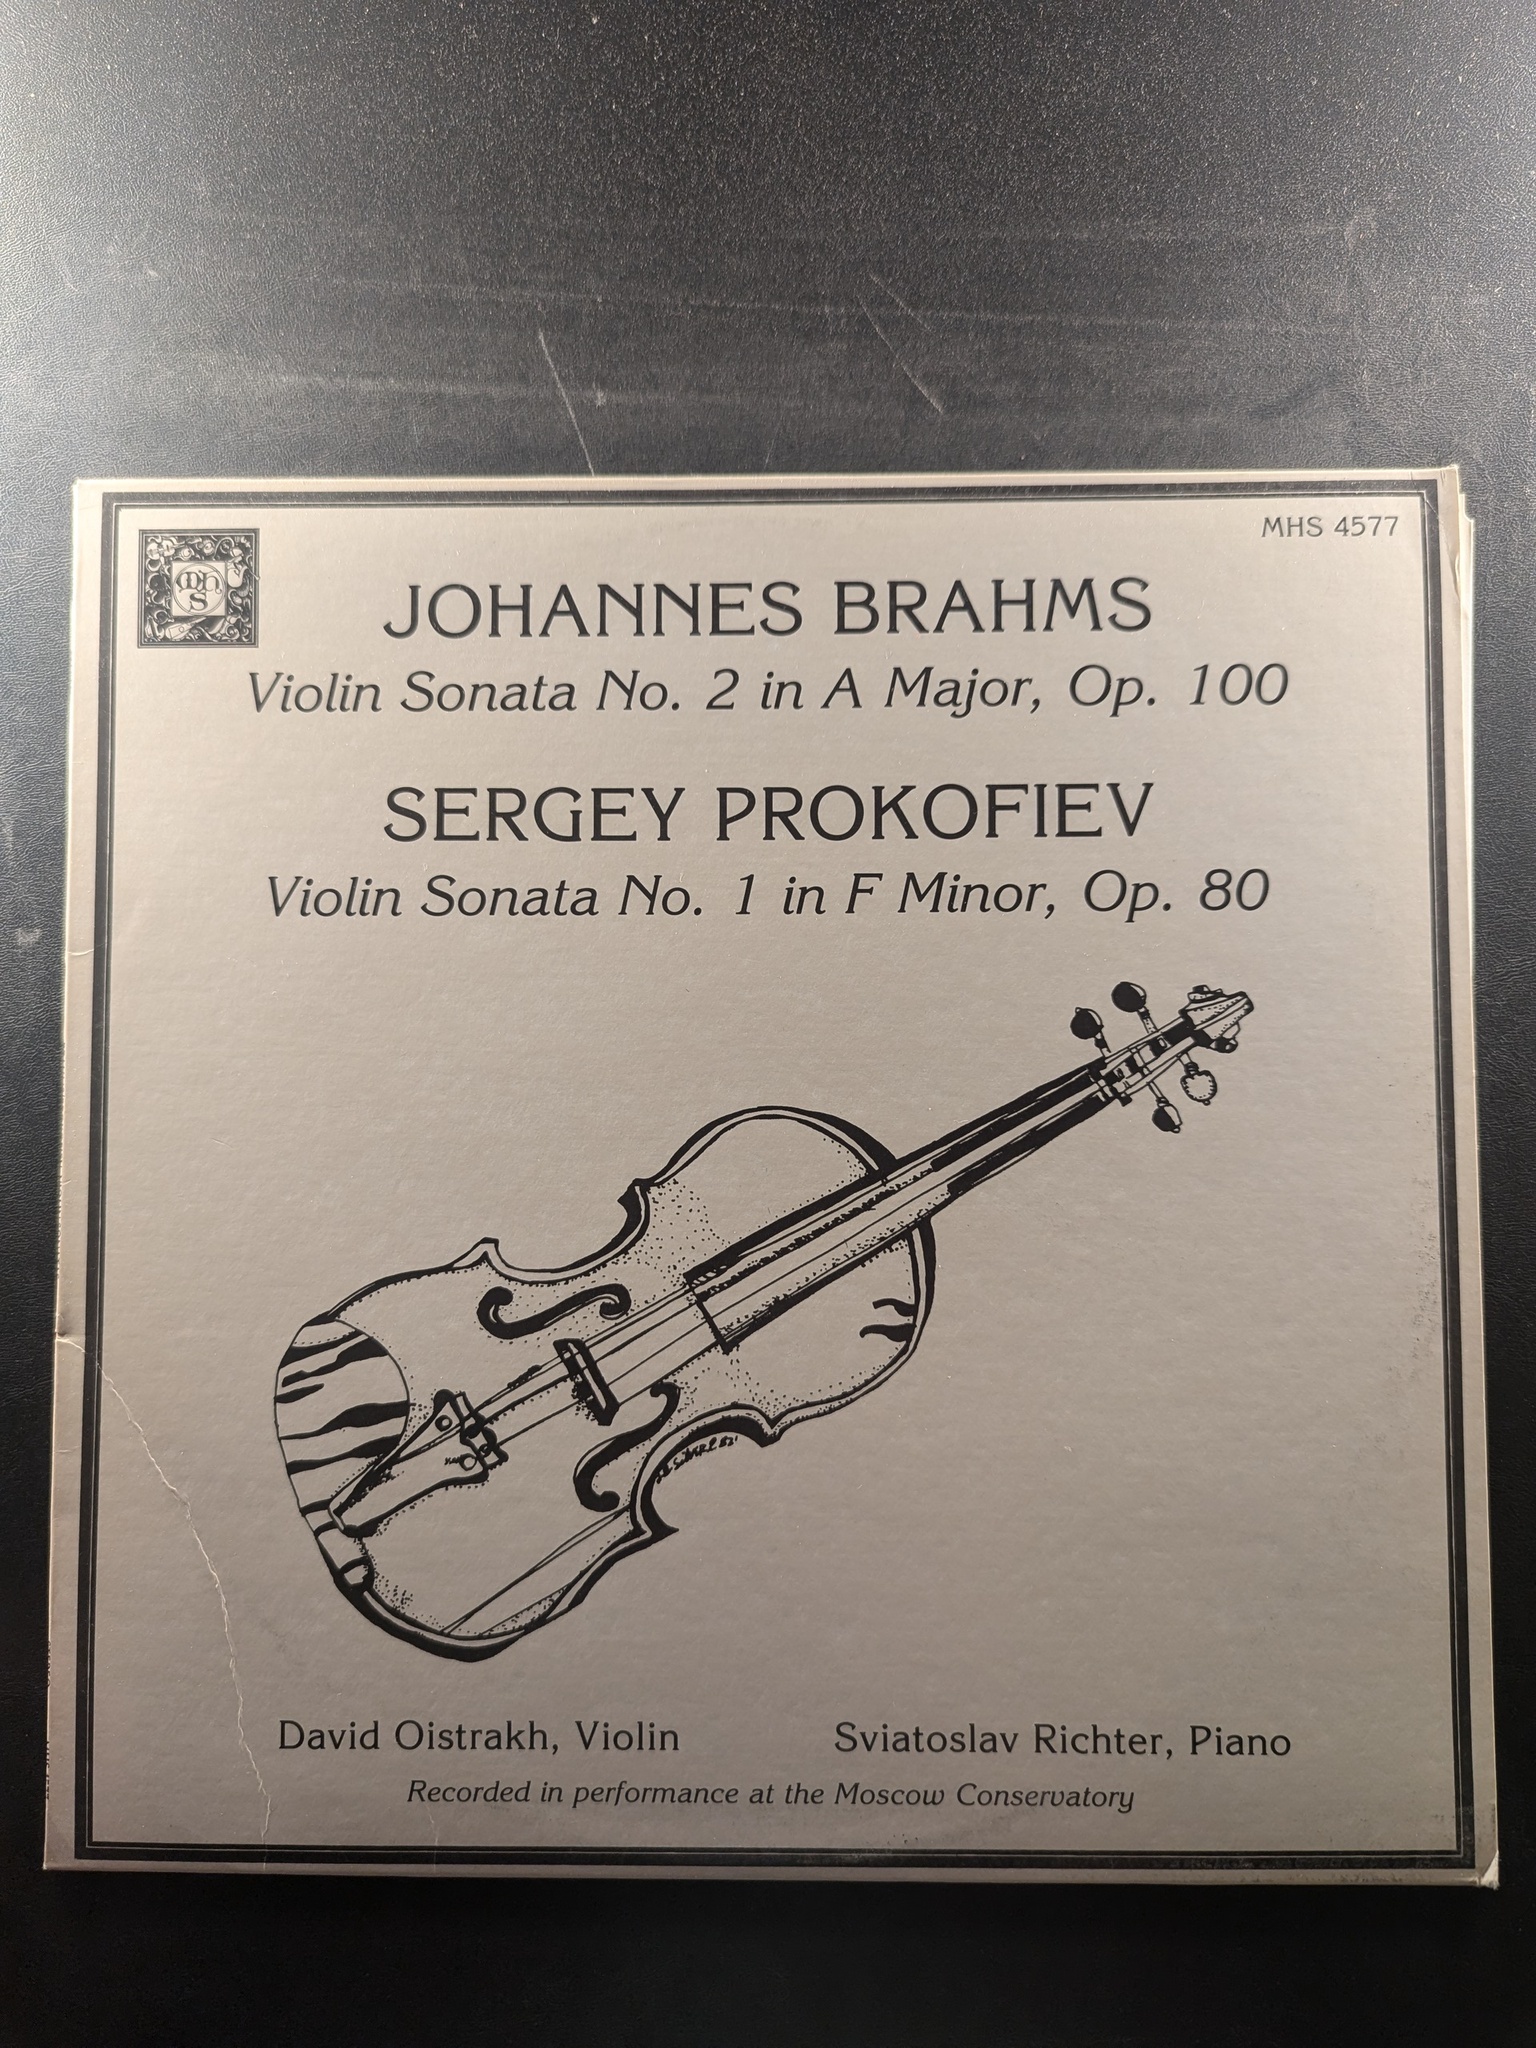 MHS 4577
mhs
JOHANNES BRAHMS
Violin Sonata No. 2 in A Major, Op. 100
SERGEY PROKOFIEV
Violin Sonata No. 1 in F Minor, Op. 80
David Oistrakh, Violin
Sviatoslav Richter, Piano
Recorded in performance at the Moscow Conservatory